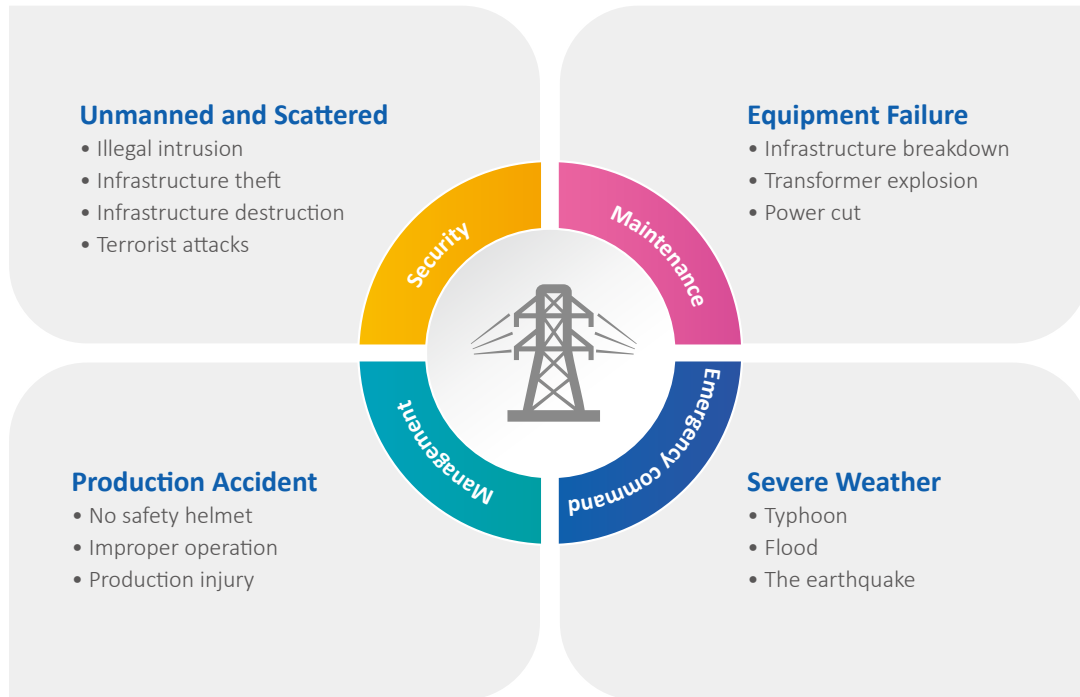 Unmanned and Scattered
• Illegal intrusion
• Infrastructure theft
• Infrastructure destruction
• Terrorist attacks
Equipment Failure
• Infrastructure breakdown
• Transformer explosion
• Power cut
Security
Maintenance
Management
Emergency command
Production Accident
• No safety helmet
• Improper operation
• Production injury
Severe Weather
• Typhoon
• Flood
• The earthquake